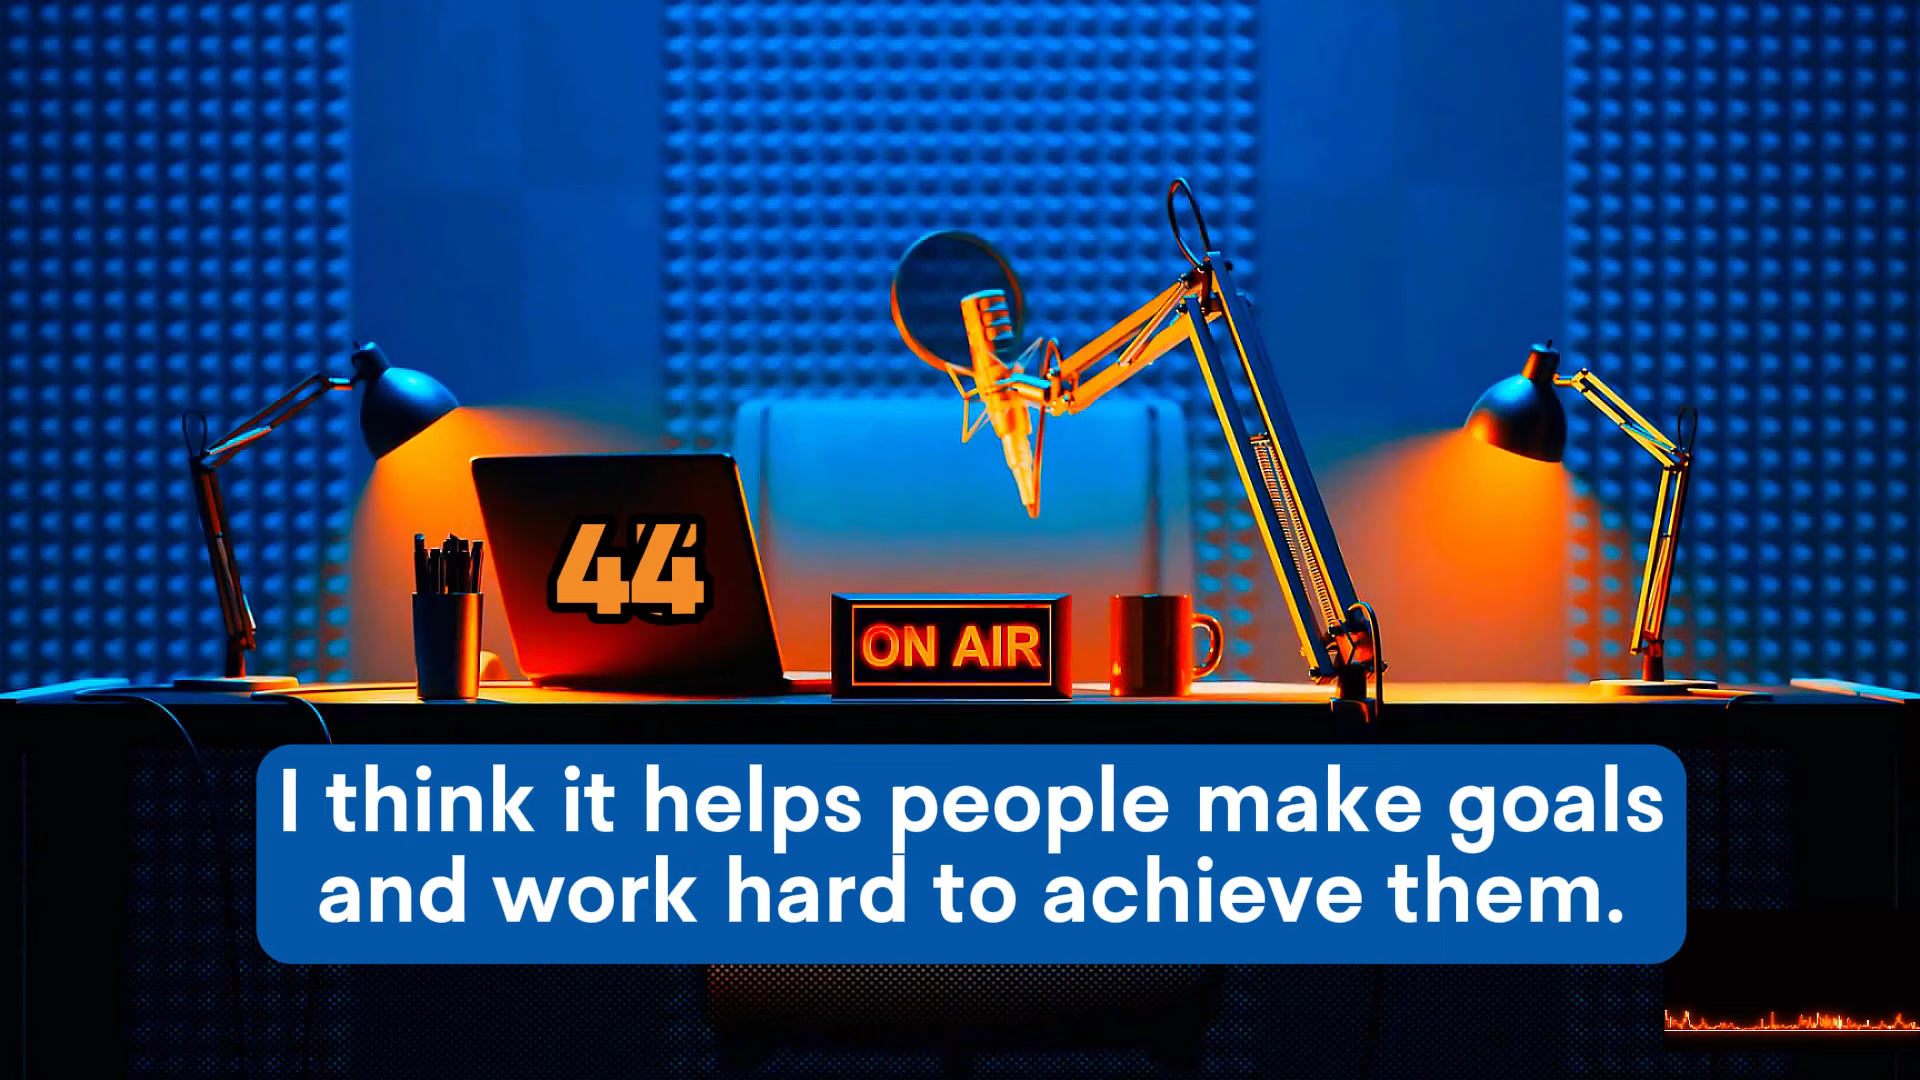 44
ON AIR
I think it helps people make goals
and work hard to achieve them.